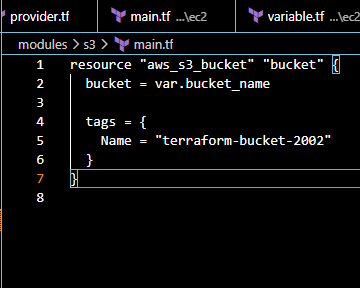 provider.tf
main.tf ...\ec2
variable.tf ...\ec2
modules > s3 > main.tf
1 resource "aws_s3_bucket" "bucket" {
2 bucket = var.bucket_name
3
4 tags = {
5 Name = "terraform-bucket-2002"
6 }
7 }
8